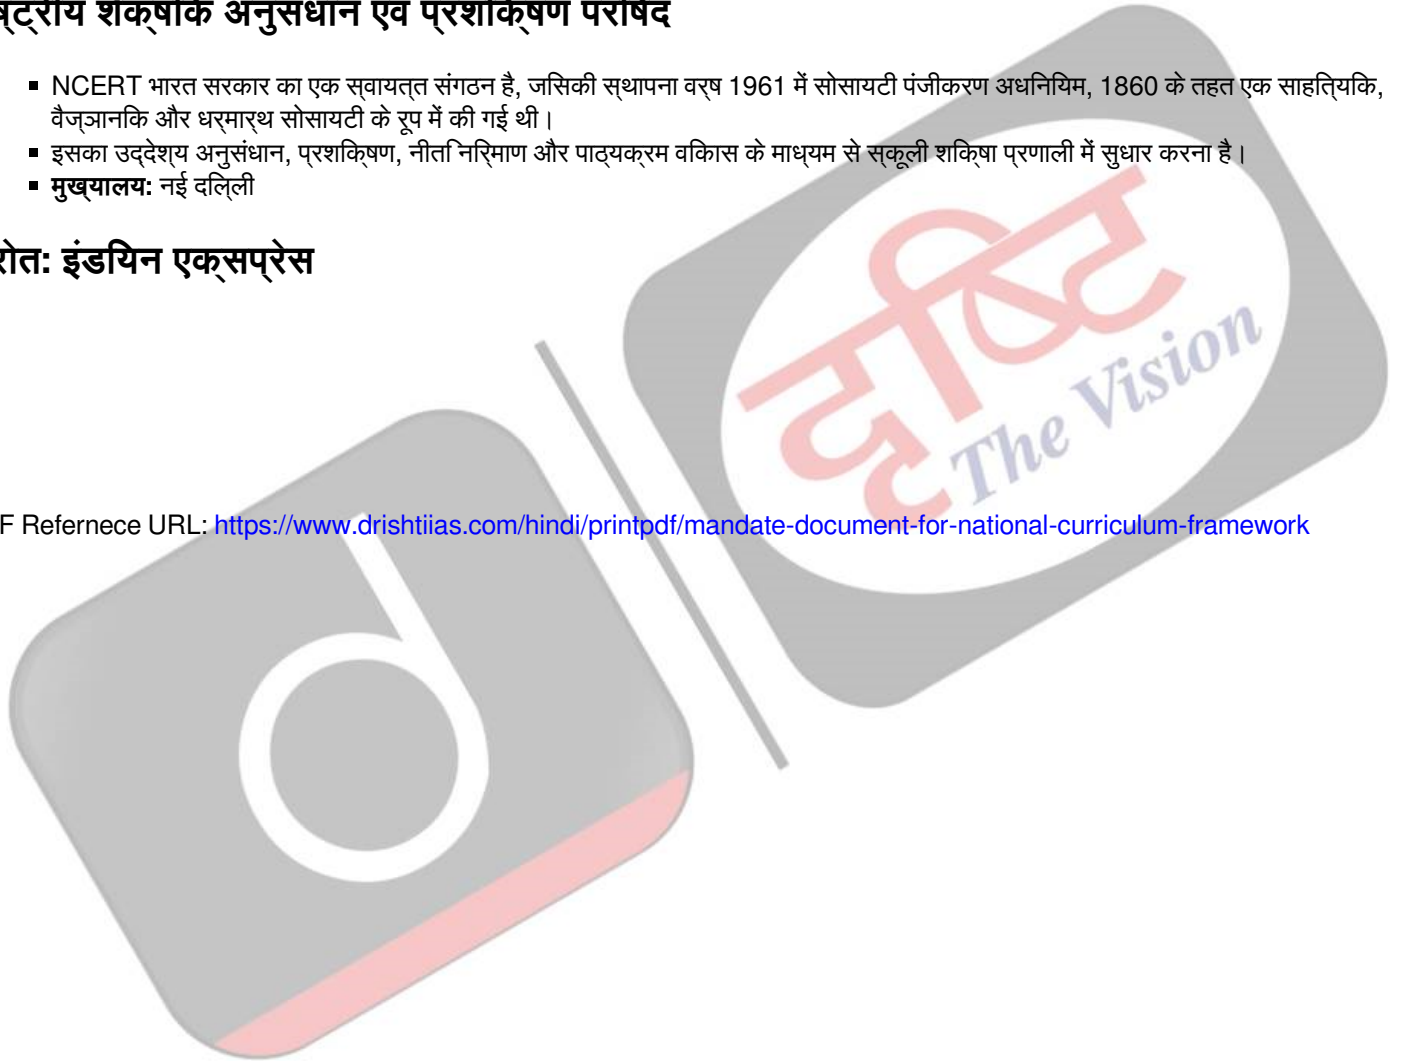 ष्ट्रीय शैक्षिक अनुसंधान एवं प्रशिक्षण परिषद
▪ NCERT भारत सरकार का एक स्वायत्त संगठन है, जिसकी स्थापना वर्ष 1961 में सोसायटी पंजीकरण अधिनियम, 1860 के तहत एक साहित्यिक,
वैज्ञानिक और धर्मार्थ सोसायटी के रूप में की गई थी।
▪ इसका उद्देश्य अनुसंधान, प्रशिक्षण, नीति निर्माण और पाठ्यक्रम विकास के माध्यम से स्कूली शिक्षा प्रणाली में सुधार करना है।
▪ मुख्यालय: नई दिल्ली
रोत: इंडियन एक्सप्रेस
दृष्टि
The Vision
F Refernece URL: https://www.drishtiias.com/hindi/printpdf/mandate-document-for-national-curriculum-framework
d